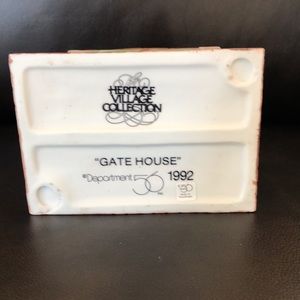 HERITAGE
VILLAGE
COLLECTION
"GATE HOUSE"
©Department 56 1992